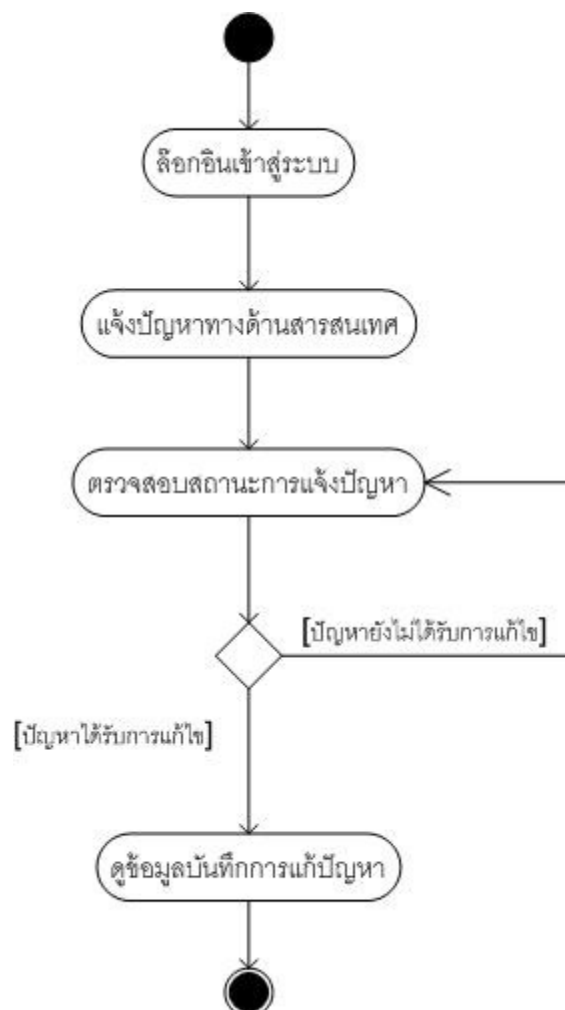 ล๊อกอินเข้าสู่ระบบ
แจ้งปัญหาทางด้านสารสนเทศ
ตรวจสอบสถานะการแจ้งปัญหา
[ปัญหายังไม่ได้รับการแก้ไข]
[ปัญหาได้รับการแก้ไข]
ดูข้อมูลบันทึกการแก้ปัญหา